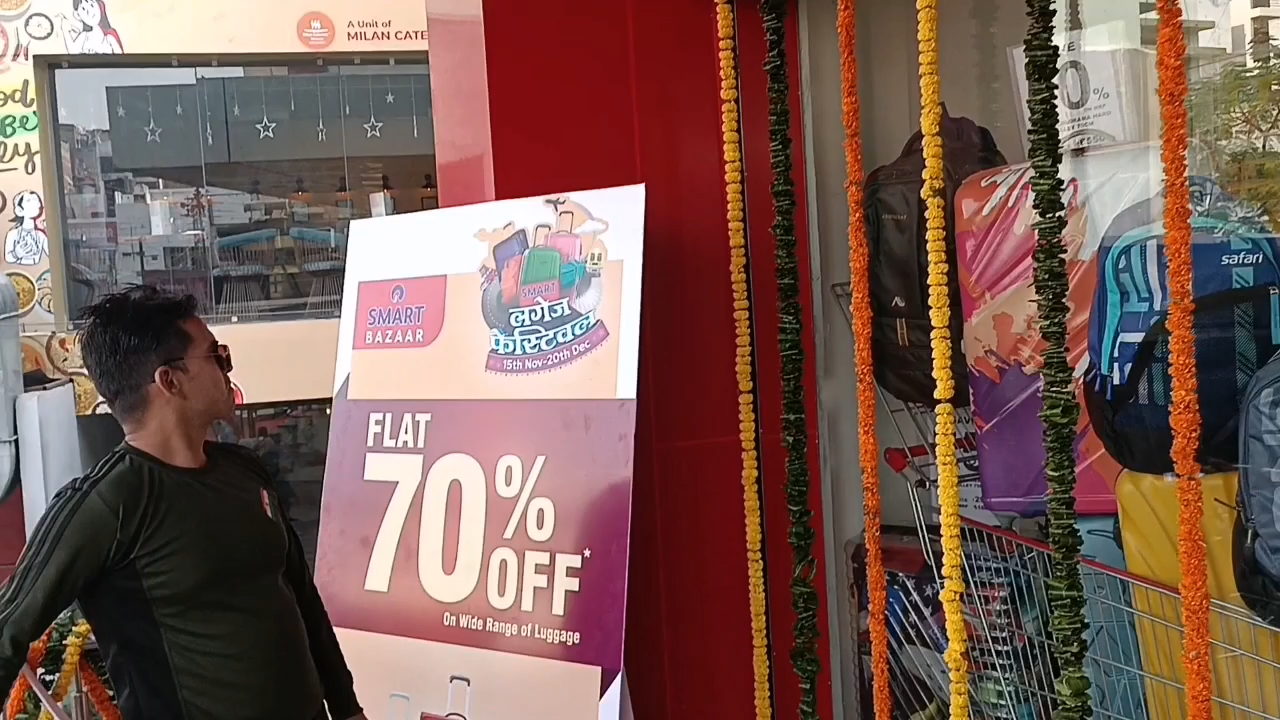 A Unit of
MILAN CATE
SMART
BAZAAR
SMART
लगेज
फेस्टिवल
15th Nov-20th Dec
FLAT
70%
OFF*
On Wide Range of Luggage
safari